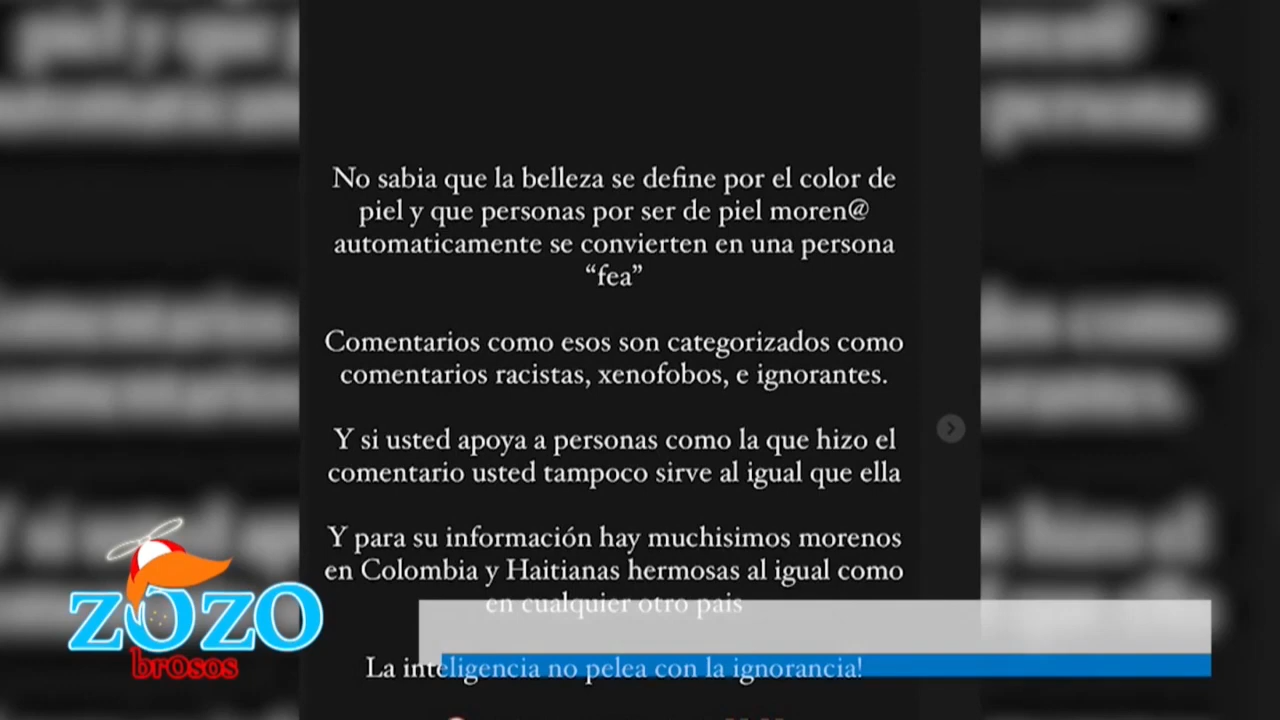 No sabia que la belleza se define por el color de
piel y que personas por ser de piel moren@
automaticamente se convierten en una persona
“fea”
Comentarios como esos son categorizados como
comentarios racistas, xenofobos, e ignorantes.
Y si usted apoya a personas como la que hizo el
comentario usted tampoco sirve al igual que ella
Y para su información hay muchisimos morenos
en Colombia y Haitianas hermosas al igual como
en cualquier otro pais
La inteligencia no pelea con la ignorancia!
ZOZO
brOsos